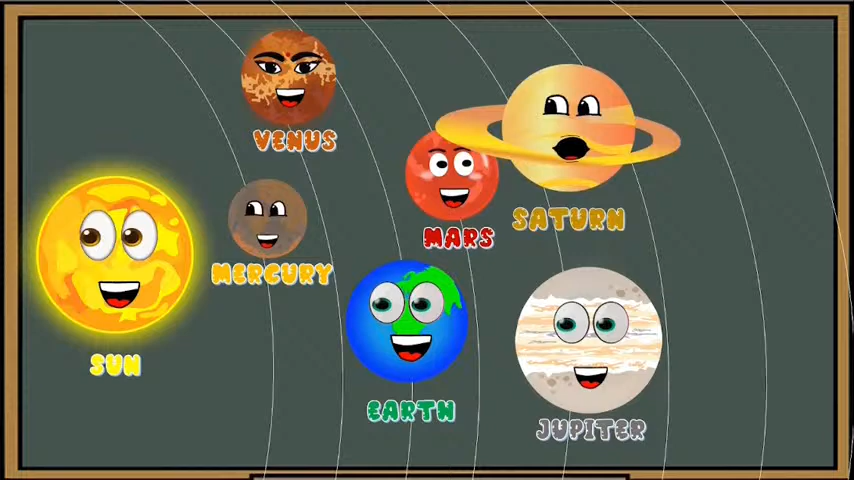 VENUS
SATURN
MARS
MERCURY
SUN
EARTH
JUPITER